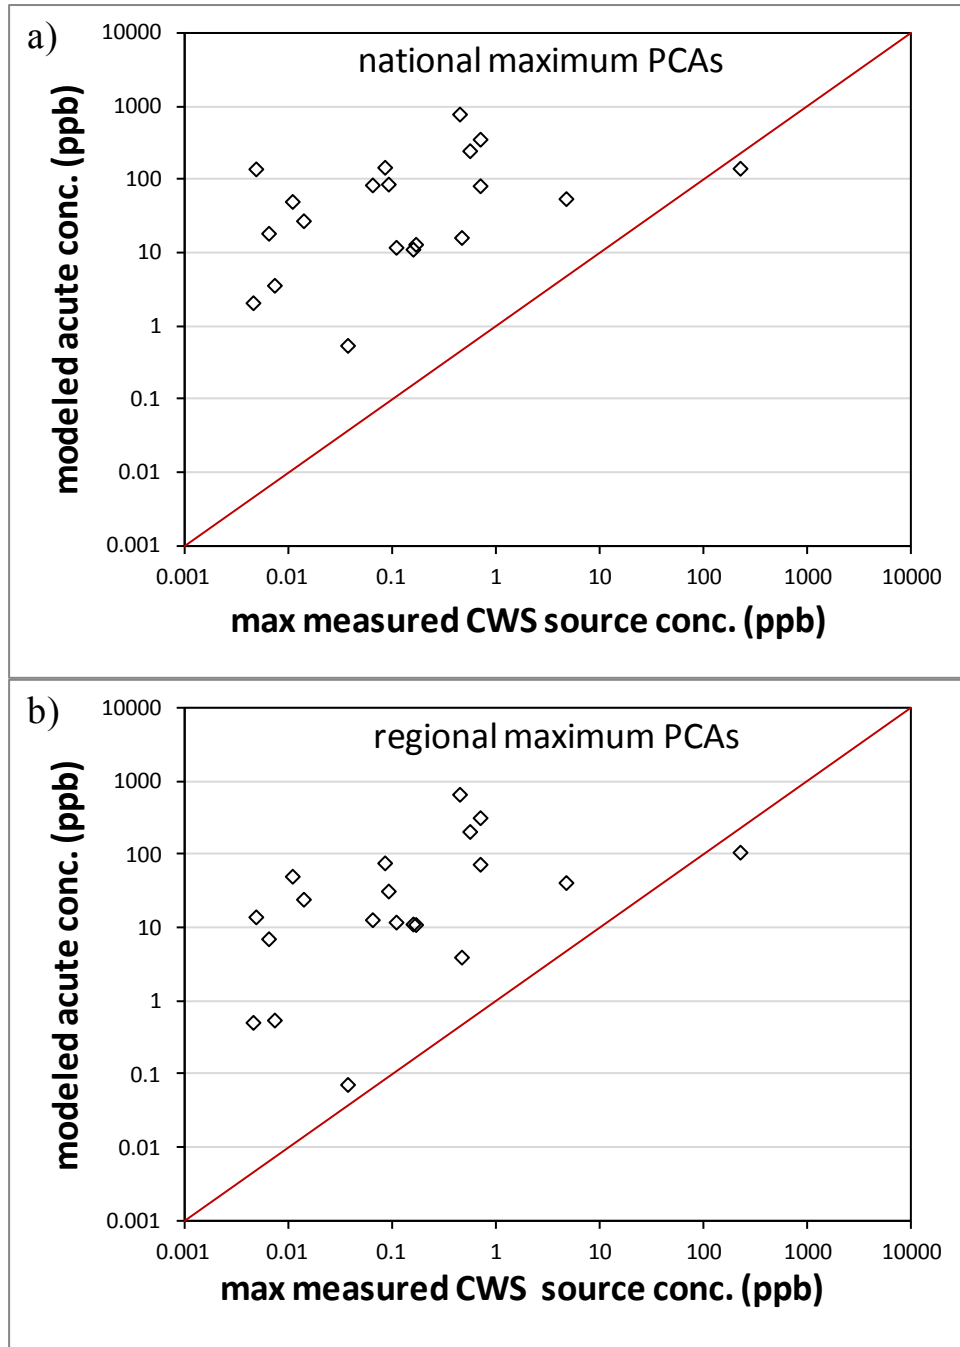 a)
national maximum PCAs
modeled acute conc. (ppb)
10000
1000
100
10
1
0.1
0.01
0.001
0.001 0.01 0.1 1 10 100 1000 10000
max measured CWS source conc. (ppb)
b)
regional maximum PCAs
modeled acute conc. (ppb)
10000
1000
100
10
1
0.1
0.01
0.001
0.001 0.01 0.1 1 10 100 1000 10000
max measured CWS source conc. (ppb)